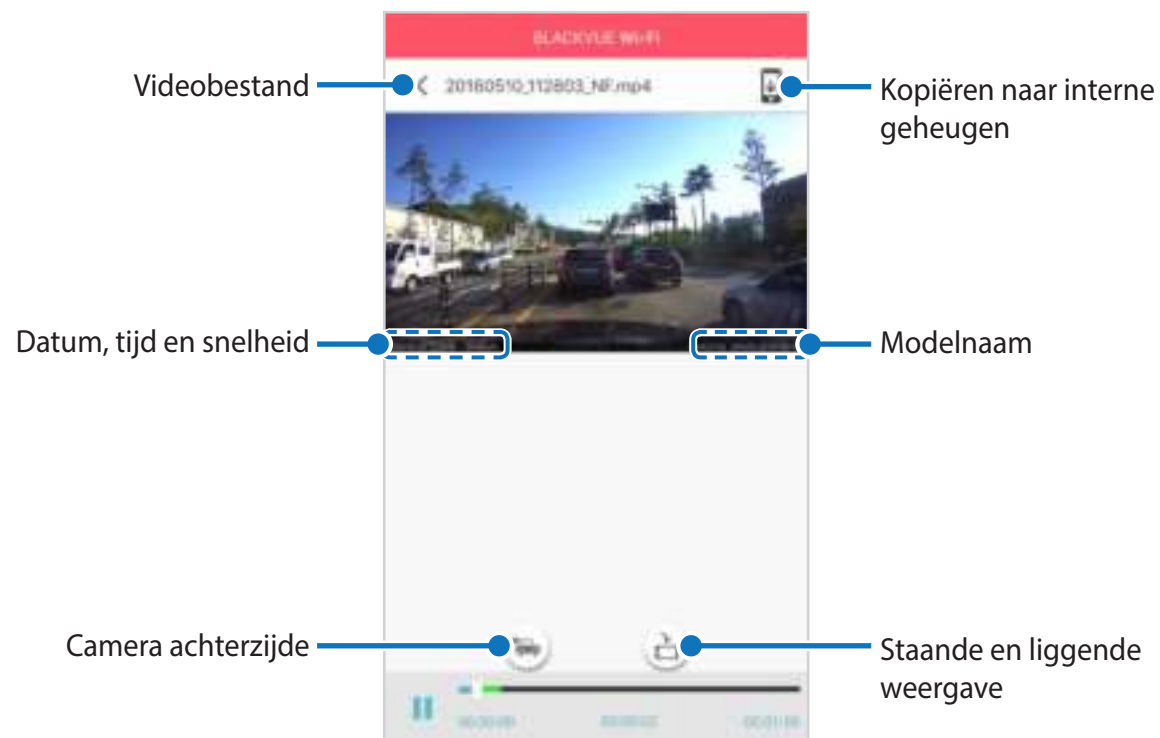 BLACKVUE Wi-Fi
Videobestand
20160510_112803_NF.mp4
Kopiëren naar interne
geheugen
Datum, tijd en snelheid
Modelnaam
Camera achterzijde
Staande en liggende
weergave